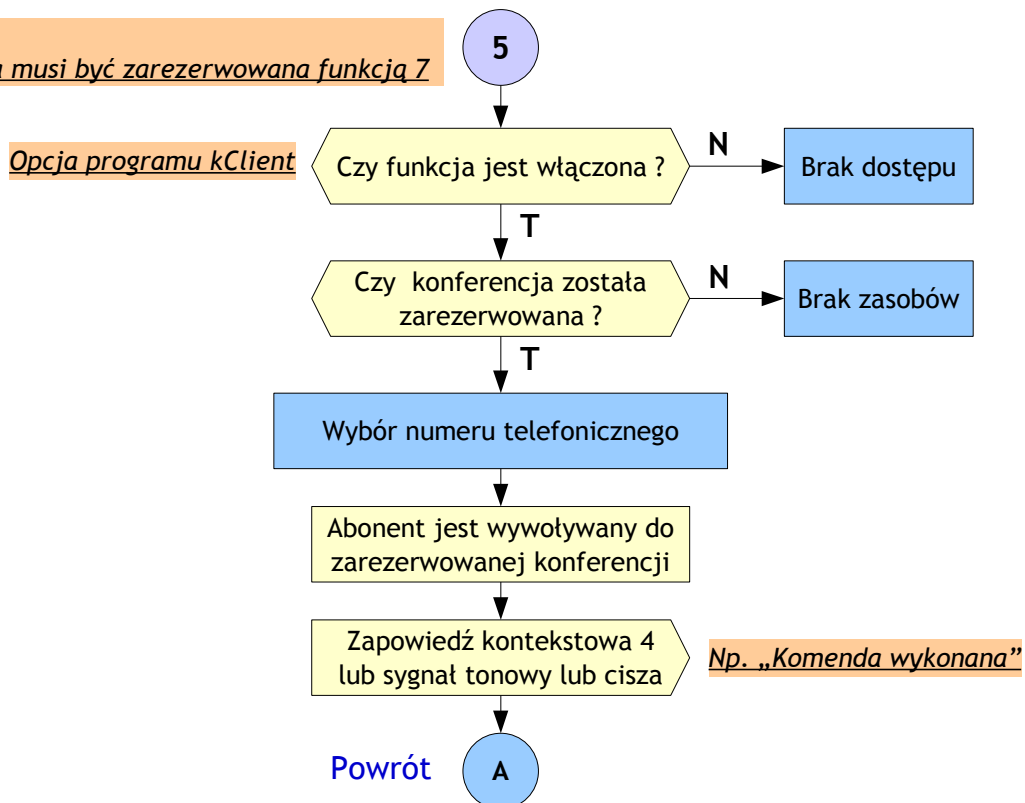 5
musi być zarezerwowana funkcją 7
Opcja programu kClient
Czy funkcja jest włączona ?
N
Brak dostępu
T
Czy konferencja została
zarezerwowana ?
N
Brak zasobów
T
Wybór numeru telefonicznego
Abonent jest wywoływany do
zarezerwowanej konferencji
Zapowiedź kontekstowa 4
lub sygnał tonowy lub cisza
Np. „Komenda wykonana”
Powrót
A